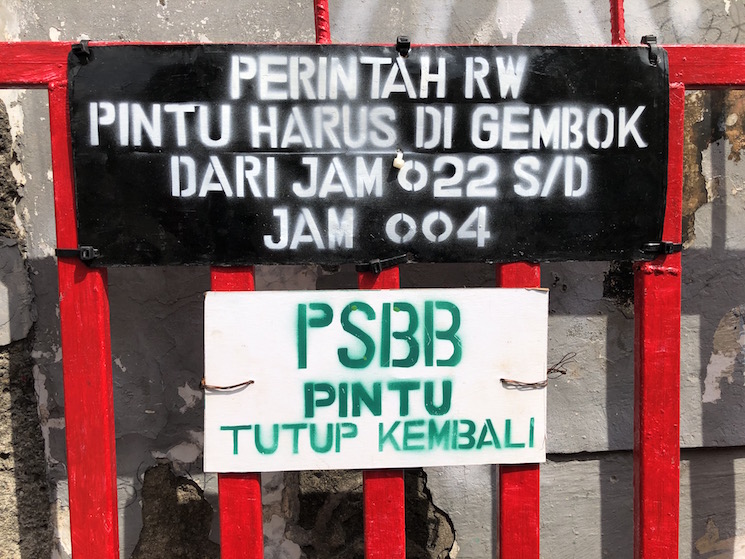 PERINTAH RW
PINTU HARUS DI GEMBOK
DARI JAM 022 S/D
JAM 004
PSBB
PINTU
TUTUP KEMBALI